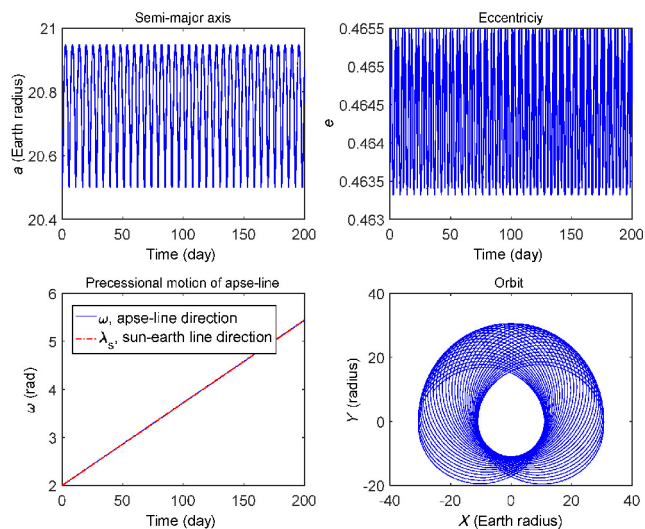 Semi-major axis
21
20.8
20.6
20.4
a (Earth radius)
0
50
100
150
200
Time (day)
Eccentriciy
0.4655
0.465
0.4645
0.464
0.4635
0.463
e
0
50
100
150
200
Time (day)
Precessional motion of apse-line
6
5
4
3
2
ω (rad)
ω, apse-line direction
λs, sun-earth line direction
0
50
100
150
200
Time (day)
Orbit
40
20
0
-20
Y (radius)
-40
-20
0
20
40
X (Earth radius)